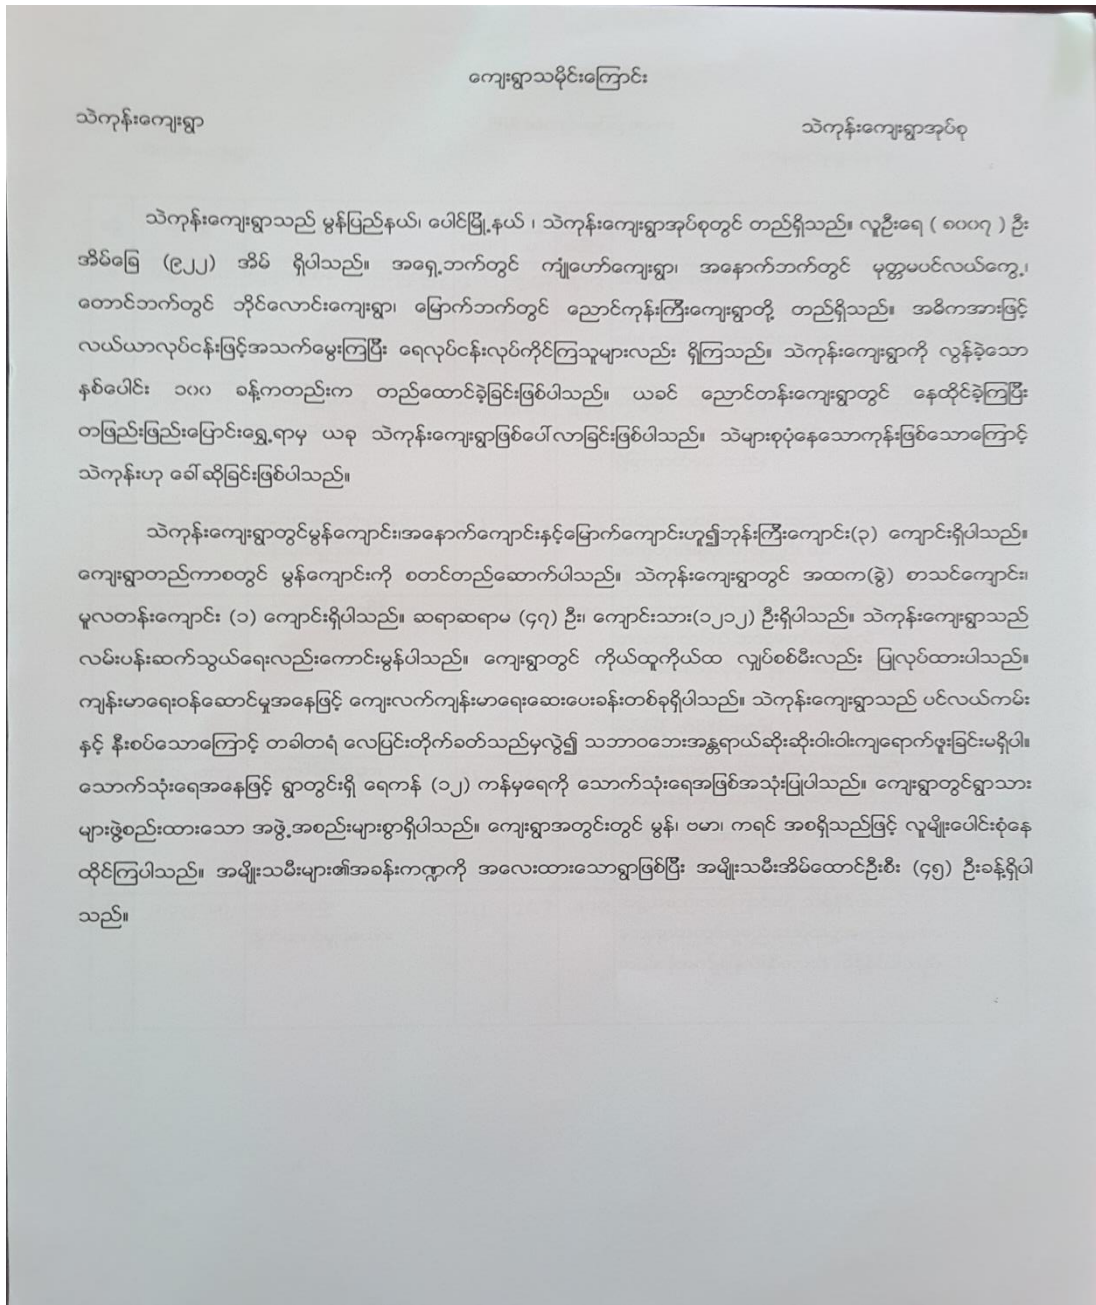 ကျေးရွာသမိုင်းကြောင်း
သဲကုန်းကျေးရွာ
သဲကုန်းကျေးရွာအုပ်စု
သဲကုန်းကျေးရွာသည် မွန်ပြည်နယ်၊ ပေါင်မြို့နယ် ၊ သဲကုန်းကျေးရွာအုပ်စုတွင် တည်ရှိသည်။ လူဦးရေ ( ၈၀၀၇ ) ဦး
အိမ်ခြေ (၉၂၂) အိမ် ရှိပါသည်။ အရှေ့ဘက်တွင် ကျုံဟော်ကျေးရွာ၊ အနောက်ဘက်တွင် မုတ္တမပင်လယ်ကွေ့၊
တောင်ဘက်တွင် ဘိုင်လောင်းကျေးရွာ၊ မြောက်ဘက်တွင် ညောင်ကုန်းကြီးကျေးရွာတို့ တည်ရှိသည်။ အဓိကအားဖြင့်
လယ်ယာလုပ်ငန်းဖြင့်အသက်မွေးကြပြီး ရေလုပ်ငန်းလုပ်ကိုင်ကြသူများလည်း ရှိကြသည်။ သဲကုန်းကျေးရွာကို လွန်ခဲ့သော
နှစ်ပေါင်း ၁၀၀ ခန့်ကတည်းက တည်ထောင်ခဲ့ခြင်းဖြစ်ပါသည်။ ယခင် ညောင်တန်းကျေးရွာတွင် နေထိုင်ခဲ့ကြပြီး
တဖြည်းဖြည်းပြောင်းရွှေ့ရာမှ ယခု သဲကုန်းကျေးရွာဖြစ်ပေါ်လာခြင်းဖြစ်ပါသည်။ သဲများစုပုံနေသောကုန်းဖြစ်သောကြောင့်
သဲကုန်းဟု ခေါ်ဆိုခြင်းဖြစ်ပါသည်။
သဲကုန်းကျေးရွာတွင်မွန်ကျောင်း၊အနောက်ကျောင်းနှင့်မြောက်ကျောင်းဟူ၍ဘုန်းကြီးကျောင်း(၃) ကျောင်းရှိပါသည်။
ကျေးရွာတည်ကာစတွင် မွန်ကျောင်းကို စတင်တည်ဆောက်ပါသည်။ သဲကုန်းကျေးရွာတွင် အထက(ခွဲ) စာသင်ကျောင်း၊
မူလတန်းကျောင်း (၁) ကျောင်းရှိပါသည်။ ဆရာဆရာမ (၄၇) ဦး၊ ကျောင်းသား(၁၂၁၂) ဦးရှိပါသည်။ သဲကုန်းကျေးရွာသည်
လမ်းပန်းဆက်သွယ်ရေးလည်းကောင်းမွန်ပါသည်။ ကျေးရွာတွင် ကိုယ်ထူကိုယ်ထ လျှပ်စစ်မီးလည်း ပြုလုပ်ထားပါသည်။
ကျန်းမာရေးဝန်ဆောင်မှုအနေဖြင့် ကျေးလက်ကျန်းမာရေးဆေးပေးခန်းတစ်ခုရှိပါသည်။ သဲကုန်းကျေးရွာသည် ပင်လယ်ကမ်း
နှင့် နီးစပ်သောကြောင့် တခါတရံ လေပြင်းတိုက်ခတ်သည်မှလွဲ၍ သဘာဝဘေးအန္တရာယ်ဆိုးဆိုးဝါးဝါးကျရောက်ဖူးခြင်းမရှိပါ။
သောက်သုံးရေအနေဖြင့် ရွာတွင်းရှိ ရေကန် (၁၂) ကန်မှရေကို သောက်သုံးရေအဖြစ်အသုံးပြုပါသည်။ ကျေးရွာတွင်ရွာသား
များဖွဲ့စည်းထားသော အဖွဲ့အစည်းများစွာရှိပါသည်။ ကျေးရွာအတွင်းတွင် မွန်၊ ဗမာ၊ ကရင် အစရှိသည်ဖြင့် လူမျိုးပေါင်းစုံနေ
ထိုင်ကြပါသည်။ အမျိုးသမီးများ၏အခန်းကဏ္ဍကို အလေးထားသောရွာဖြစ်ပြီး အမျိုးသမီးအိမ်ထောင်ဦးစီး (၄၅) ဦးခန့်ရှိပါ
သည်။